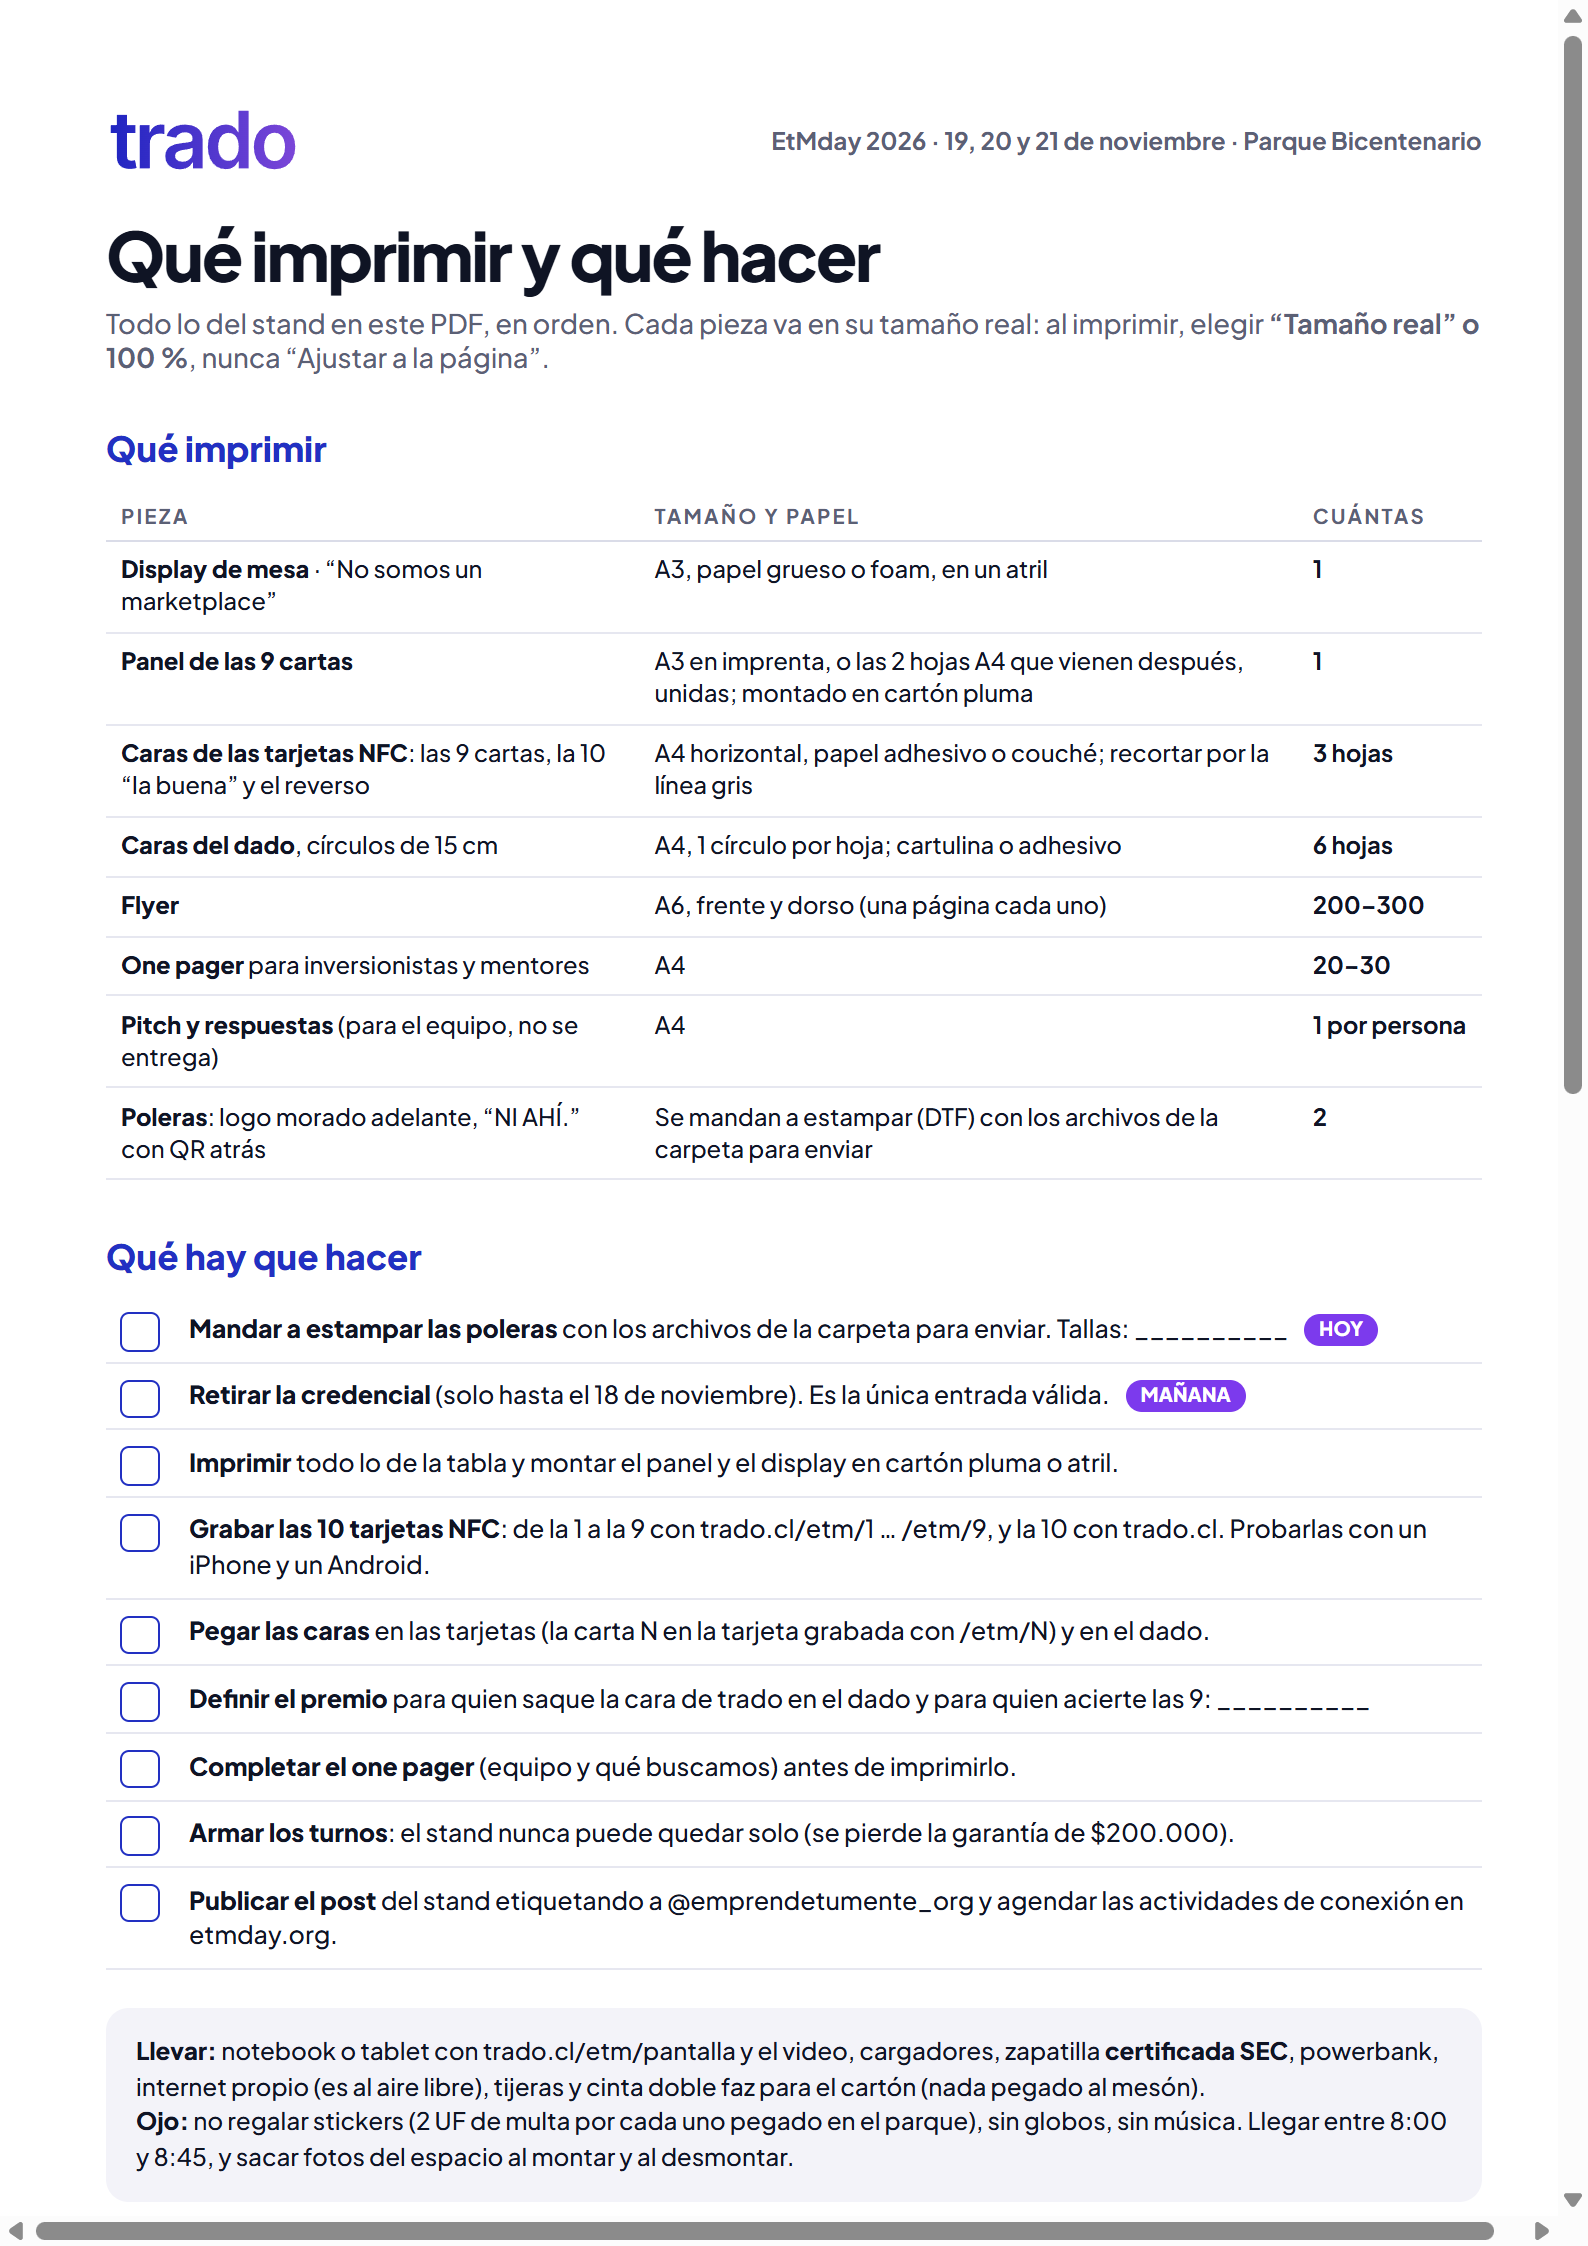 trado
EtMday 2026 · 19, 20 y 21 de noviembre · Parque Bicentenario
Qué imprimir y qué hacer
Todo lo del stand en este PDF, en orden. Cada pieza va en su tamaño real: al imprimir, elegir “Tamaño real” o
100 %, nunca “Ajustar a la página”.
Qué imprimir
PIEZA TAMAÑO Y PAPEL CUÁNTAS
Display de mesa · “No somos un
marketplace”
A3, papel grueso o foam, en un atril
1
Panel de las 9 cartas
A3 en imprenta, o las 2 hojas A4 que vienen después,
unidas; montado en cartón pluma
1
Caras de las tarjetas NFC: las 9 cartas, la 10
“la buena” y el reverso
A4 horizontal, papel adhesivo o couché; recortar por la
línea gris
3 hojas
Caras del dado, círculos de 15 cm
A4, 1 círculo por hoja; cartulina o adhesivo
6 hojas
Flyer
A6, frente y dorso (una página cada uno)
200–300
One pager para inversionistas y mentores
A4
20–30
Pitch y respuestas (para el equipo, no se
entrega)
A4
1 por persona
Poleras: logo morado adelante, “NI AHÍ.”
con QR atrás
Se mandan a estampar (DTF) con los archivos de la
carpeta para enviar
2
Qué hay que hacer
Mandar a estampar las poleras con los archivos de la carpeta para enviar. Tallas: __________ HOY
Retirar la credencial (solo hasta el 18 de noviembre). Es la única entrada válida. MAÑANA
Imprimir todo lo de la tabla y montar el panel y el display en cartón pluma o atril.
Grabar las 10 tarjetas NFC: de la 1 a la 9 con trado.cl/etm/1 … /etm/9, y la 10 con trado.cl. Probarlas con un
iPhone y un Android.
Pegar las caras en las tarjetas (la carta N en la tarjeta grabada con /etm/N) y en el dado.
Definir el premio para quien saque la cara de trado en el dado y para quien acierte las 9: __________
Completar el one pager (equipo y qué buscamos) antes de imprimirlo.
Armar los turnos: el stand nunca puede quedar solo (se pierde la garantía de $200.000).
Publicar el post del stand etiquetando a @emprendetumente_org y agendar las actividades de conexión en
etmday.org.
Llevar: notebook o tablet con trado.cl/etm/pantalla y el video, cargadores, zapatilla certificada SEC, powerbank,
internet propio (es al aire libre), tijeras y cinta doble faz para el cartón (nada pegado al mesón).
Ojo: no regalar stickers (2 UF de multa por cada uno pegado en el parque), sin globos, sin música. Llegar entre 8:00
y 8:45, y sacar fotos del espacio al montar y al desmontar.